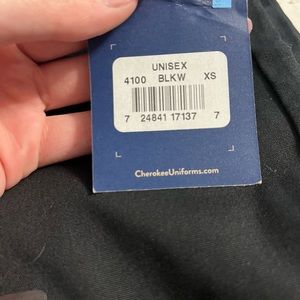 UNISEX
4100 BLKW XS
7 24841 17137 7
CherokeeUniforms.com